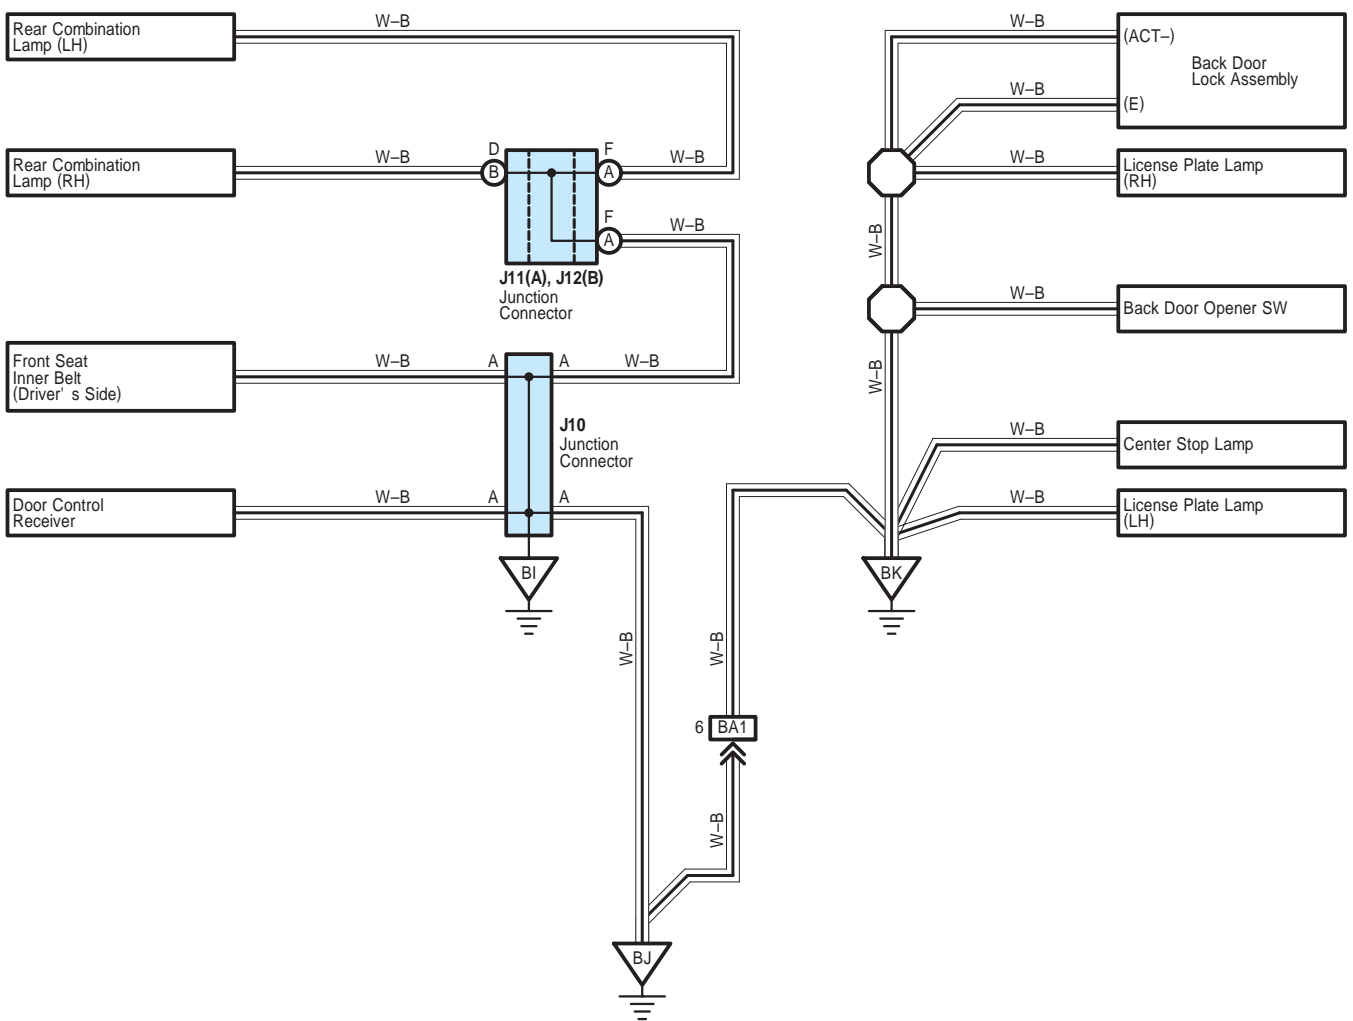 W–B
W–B
Rear Combination
Lamp (LH)
(ACT–)
Back Door
Lock Assembly
W–B
(E)
D
F
W–B
W–B
W–B
Rear Combination
Lamp (RH)
B
A
License Plate Lamp
(RH)
F
W–B
A
W–B
J11(A), J12(B)
Junction
Connector
W–B
Back Door Opener SW
Front Seat
Inner Belt
(Driver' s Side)
W–B
A
A
W–B
W–B
J10
Junction
Connector
W–B
Center Stop Lamp
Door Control
Receiver
W–B
A
A
W–B
License Plate Lamp
(LH)
BI
BK
W–B
W–B
6
BA1
W–B
BJ